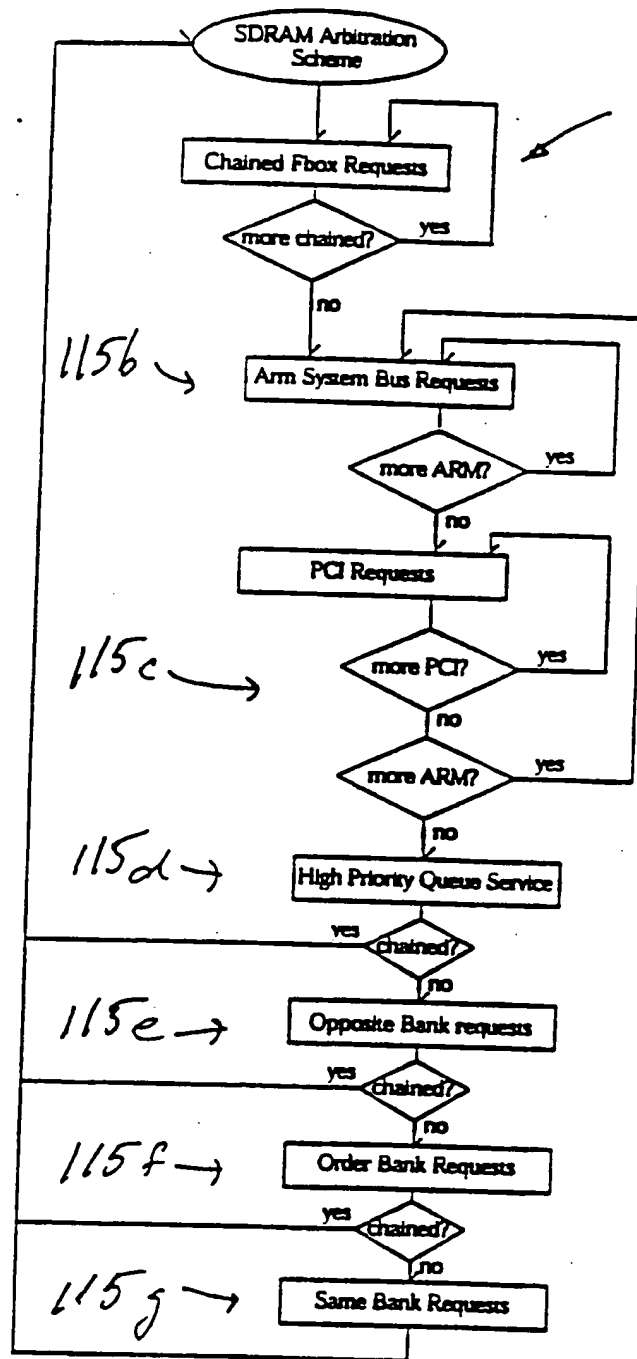 SDRAM Arbitration
Scheme
Chained Fbox Requests
more chained?
yes
no
115b
Arm System Bus Requests
more ARM?
yes
no
PCI Requests
115c
more PCI?
yes
no
more ARM?
yes
no
115d
High Priority Queue Service
yes
chained?
no
115e
Opposite Bank requests
yes
chained?
no
115f
Order Bank Requests
yes
chained?
no
115g
Same Bank Requests